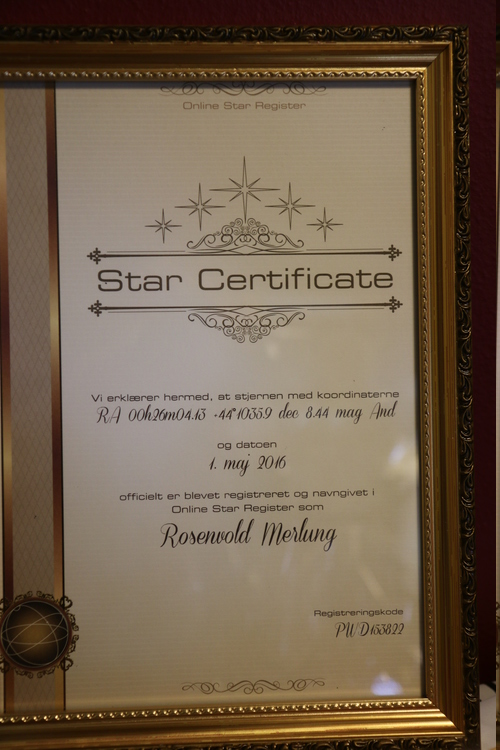 Online Star Register
Star Certificate
Vi erklærer hermed, at stjernen med koordinaterne
RA 00h26m04.13 +44°1033.9 dec 8.44 mag And
og datoen
1. maj 2016
officielt er blevet registreret og navngivet i
Online Star Register som
Rosenvold Merlung
Registreringskode
PWD153822